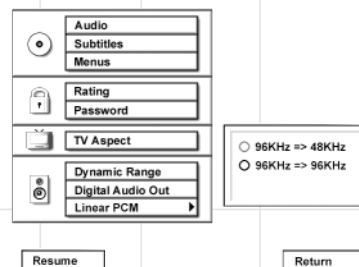 Audio
Subtitles
Menus
Rating
Password
TV Aspect
Dynamic Range
Digital Audio Out
Linear PCM
96KHz => 48KHz
96KHz => 96KHz
Resume
Return